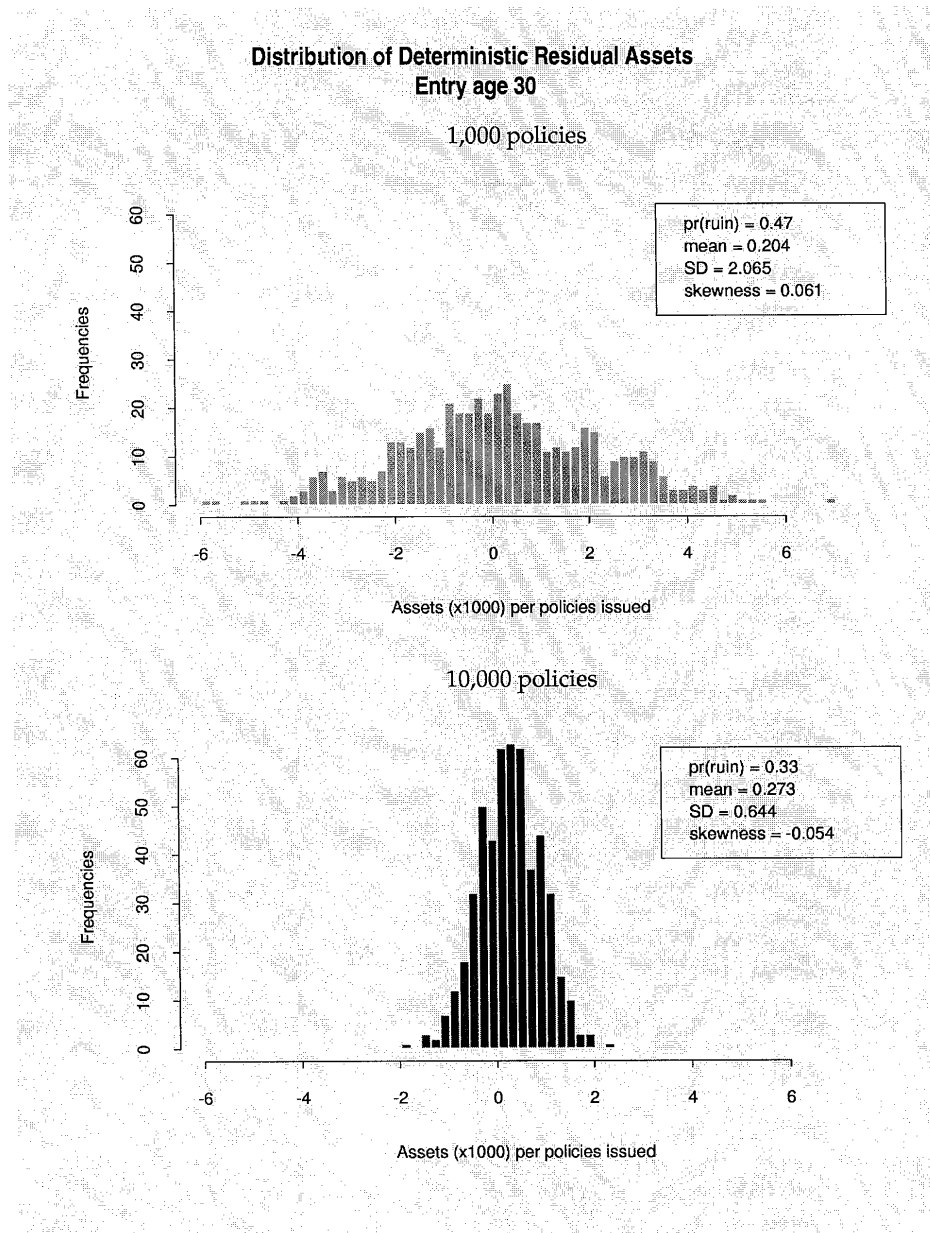 Distribution of Deterministic Residual Assets
Entry age 30
1,000 policies
pr(ruin) = 0.47
mean = 0.204
SD = 2.065
skewness = 0.061
60
50
40
30
20
10
0
Frequencies
-6 -4 -2 0 2 4 6
Assets (x1000) per policies issued
10,000 policies
pr(ruin) = 0.33
mean = 0.273
SD = 0.644
skewness = -0.054
60
50
40
30
20
10
0
Frequencies
-6 -4 -2 0 2 4 6
Assets (x1000) per policies issued